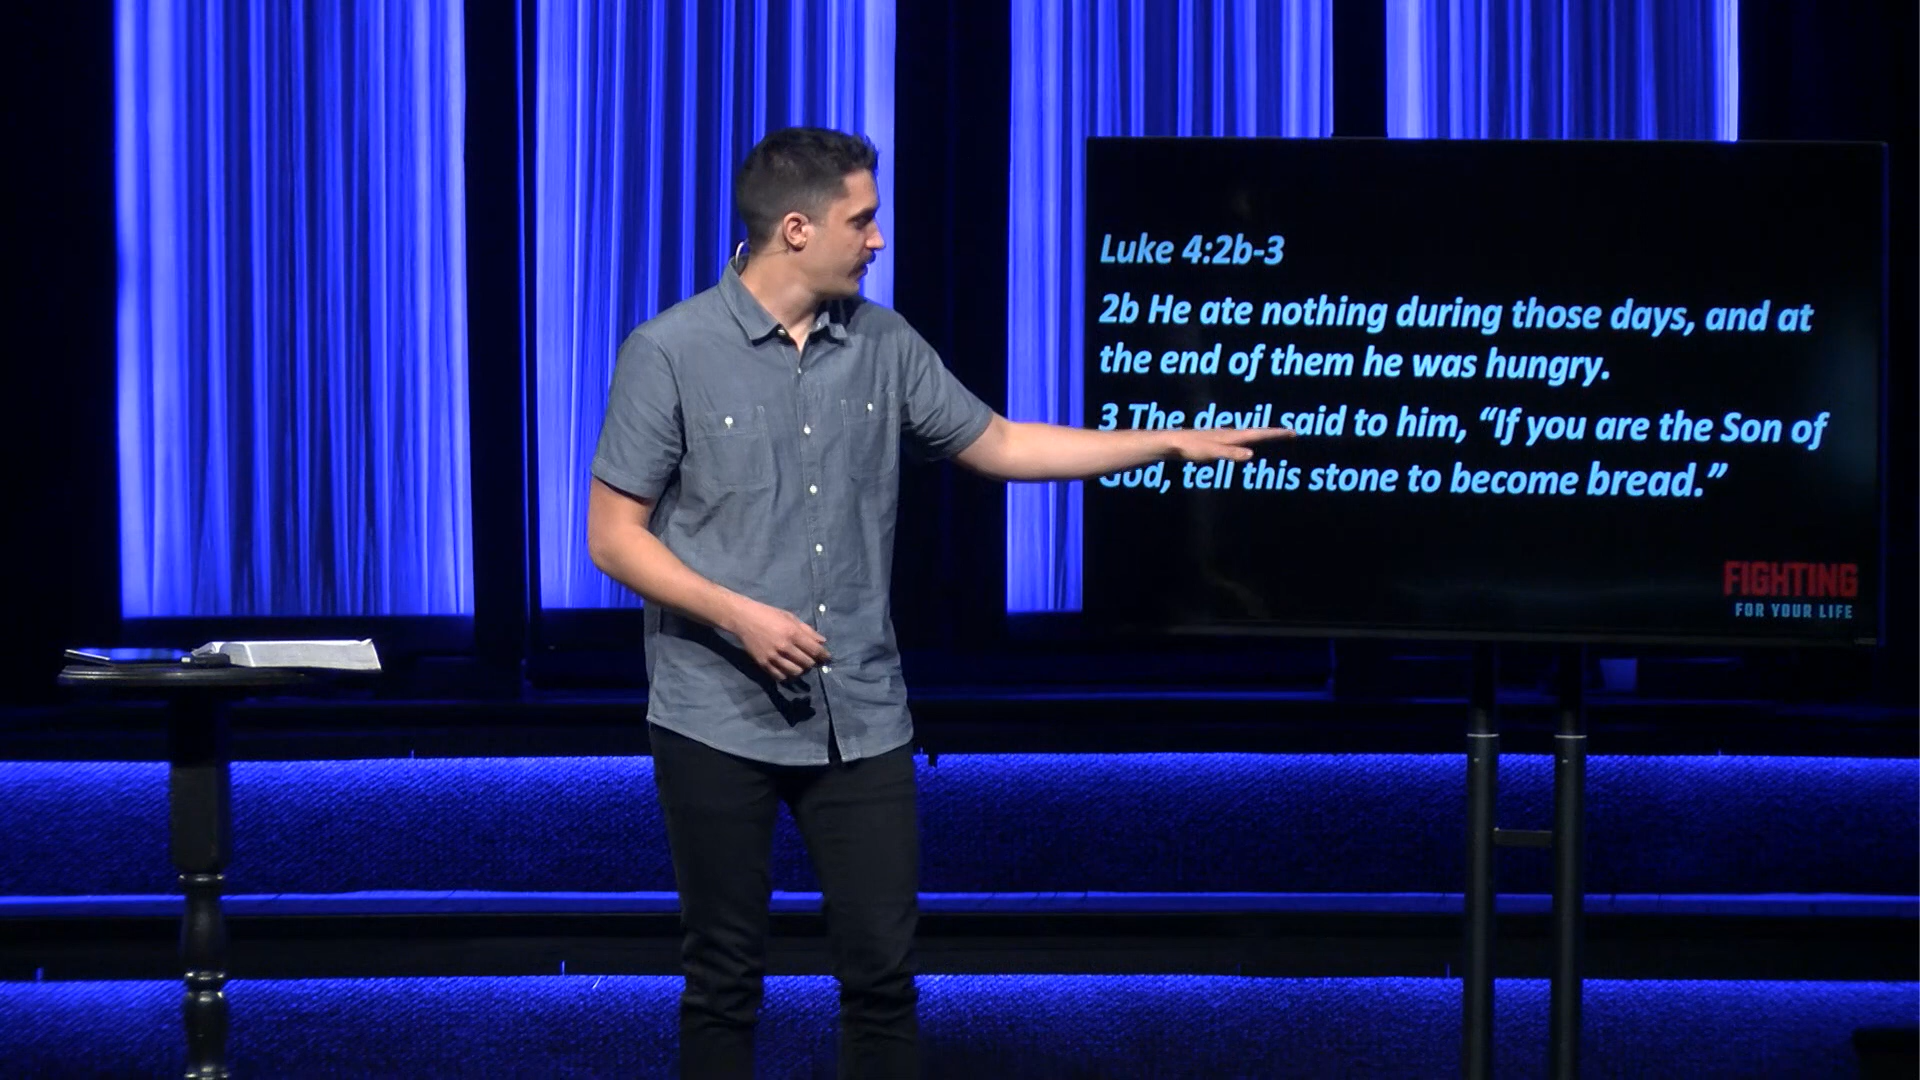 Luke 4:2b-3
2b He ate nothing during those days, and at
the end of them he was hungry.
3 The devil said to him, “If you are the Son of
God, tell this stone to become bread.”
FIGHTING
FOR YOUR LIFE